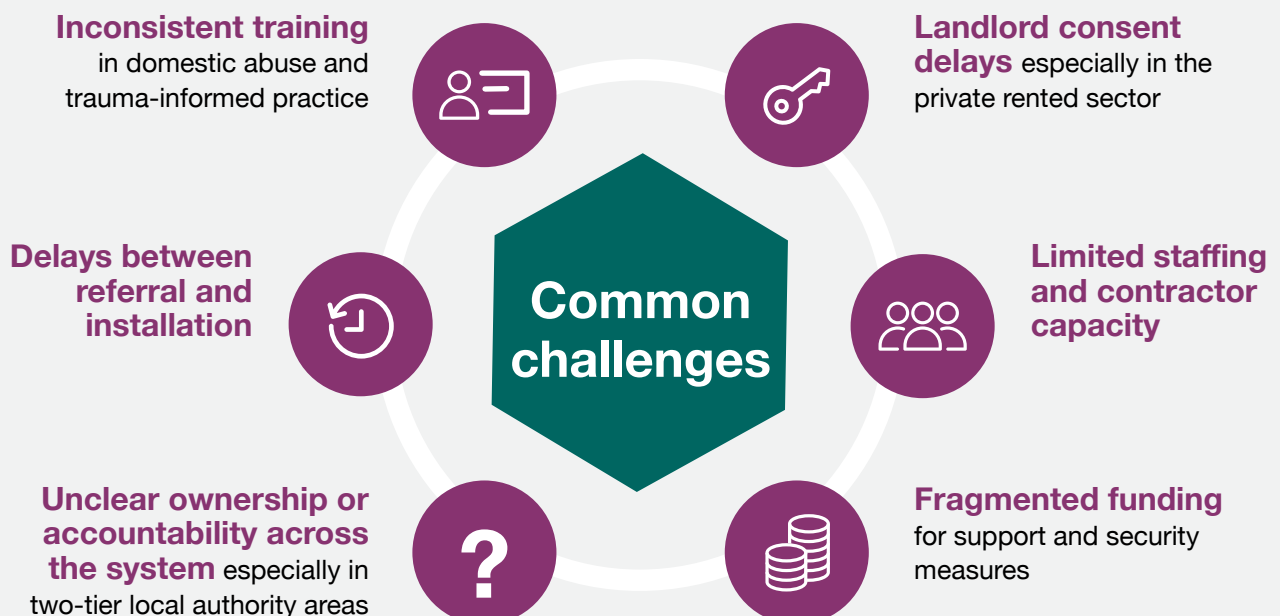 Inconsistent training
in domestic abuse and
trauma-informed practice
Landlord consent
delays especially in the
private rented sector
Delays between
referral and
installation
Common
challenges
Limited staffing
and contractor
capacity
Unclear ownership or
accountability across
the system especially in
two-tier local authority areas
?
Fragmented funding
for support and security
measures